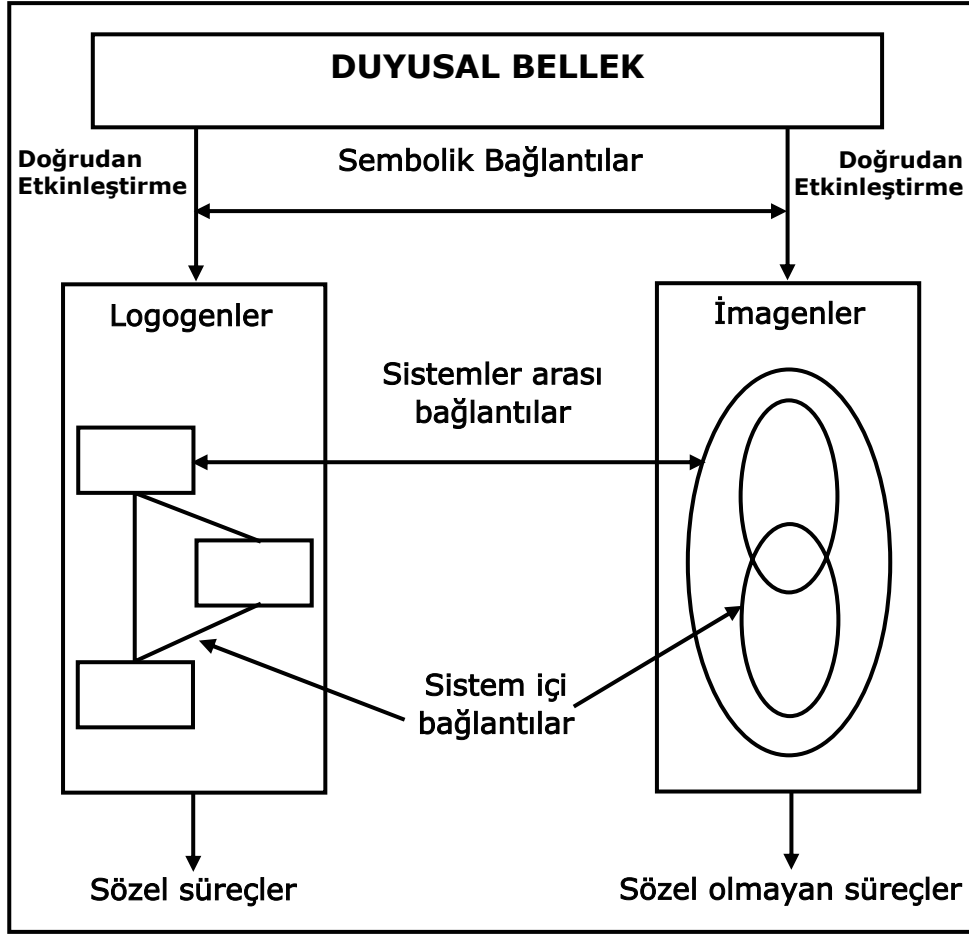 DUYUSAL BELLEK
Doğrudan
Etkinleştirme
Sembolik Bağlantılar
Doğrudan
Etkinleştirme
Logogenler
İmagenler
Sistemler arası
bağlantılar
Sistem içi
bağlantılar
Sözel süreçler
Sözel olmayan süreçler